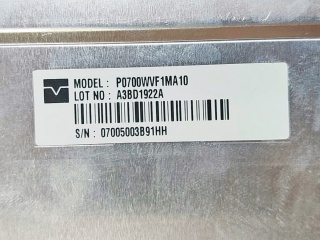 MODEL : P0700WVF1MA10
LOT NO : A3BD1922A
S/N : 07005003B91HH